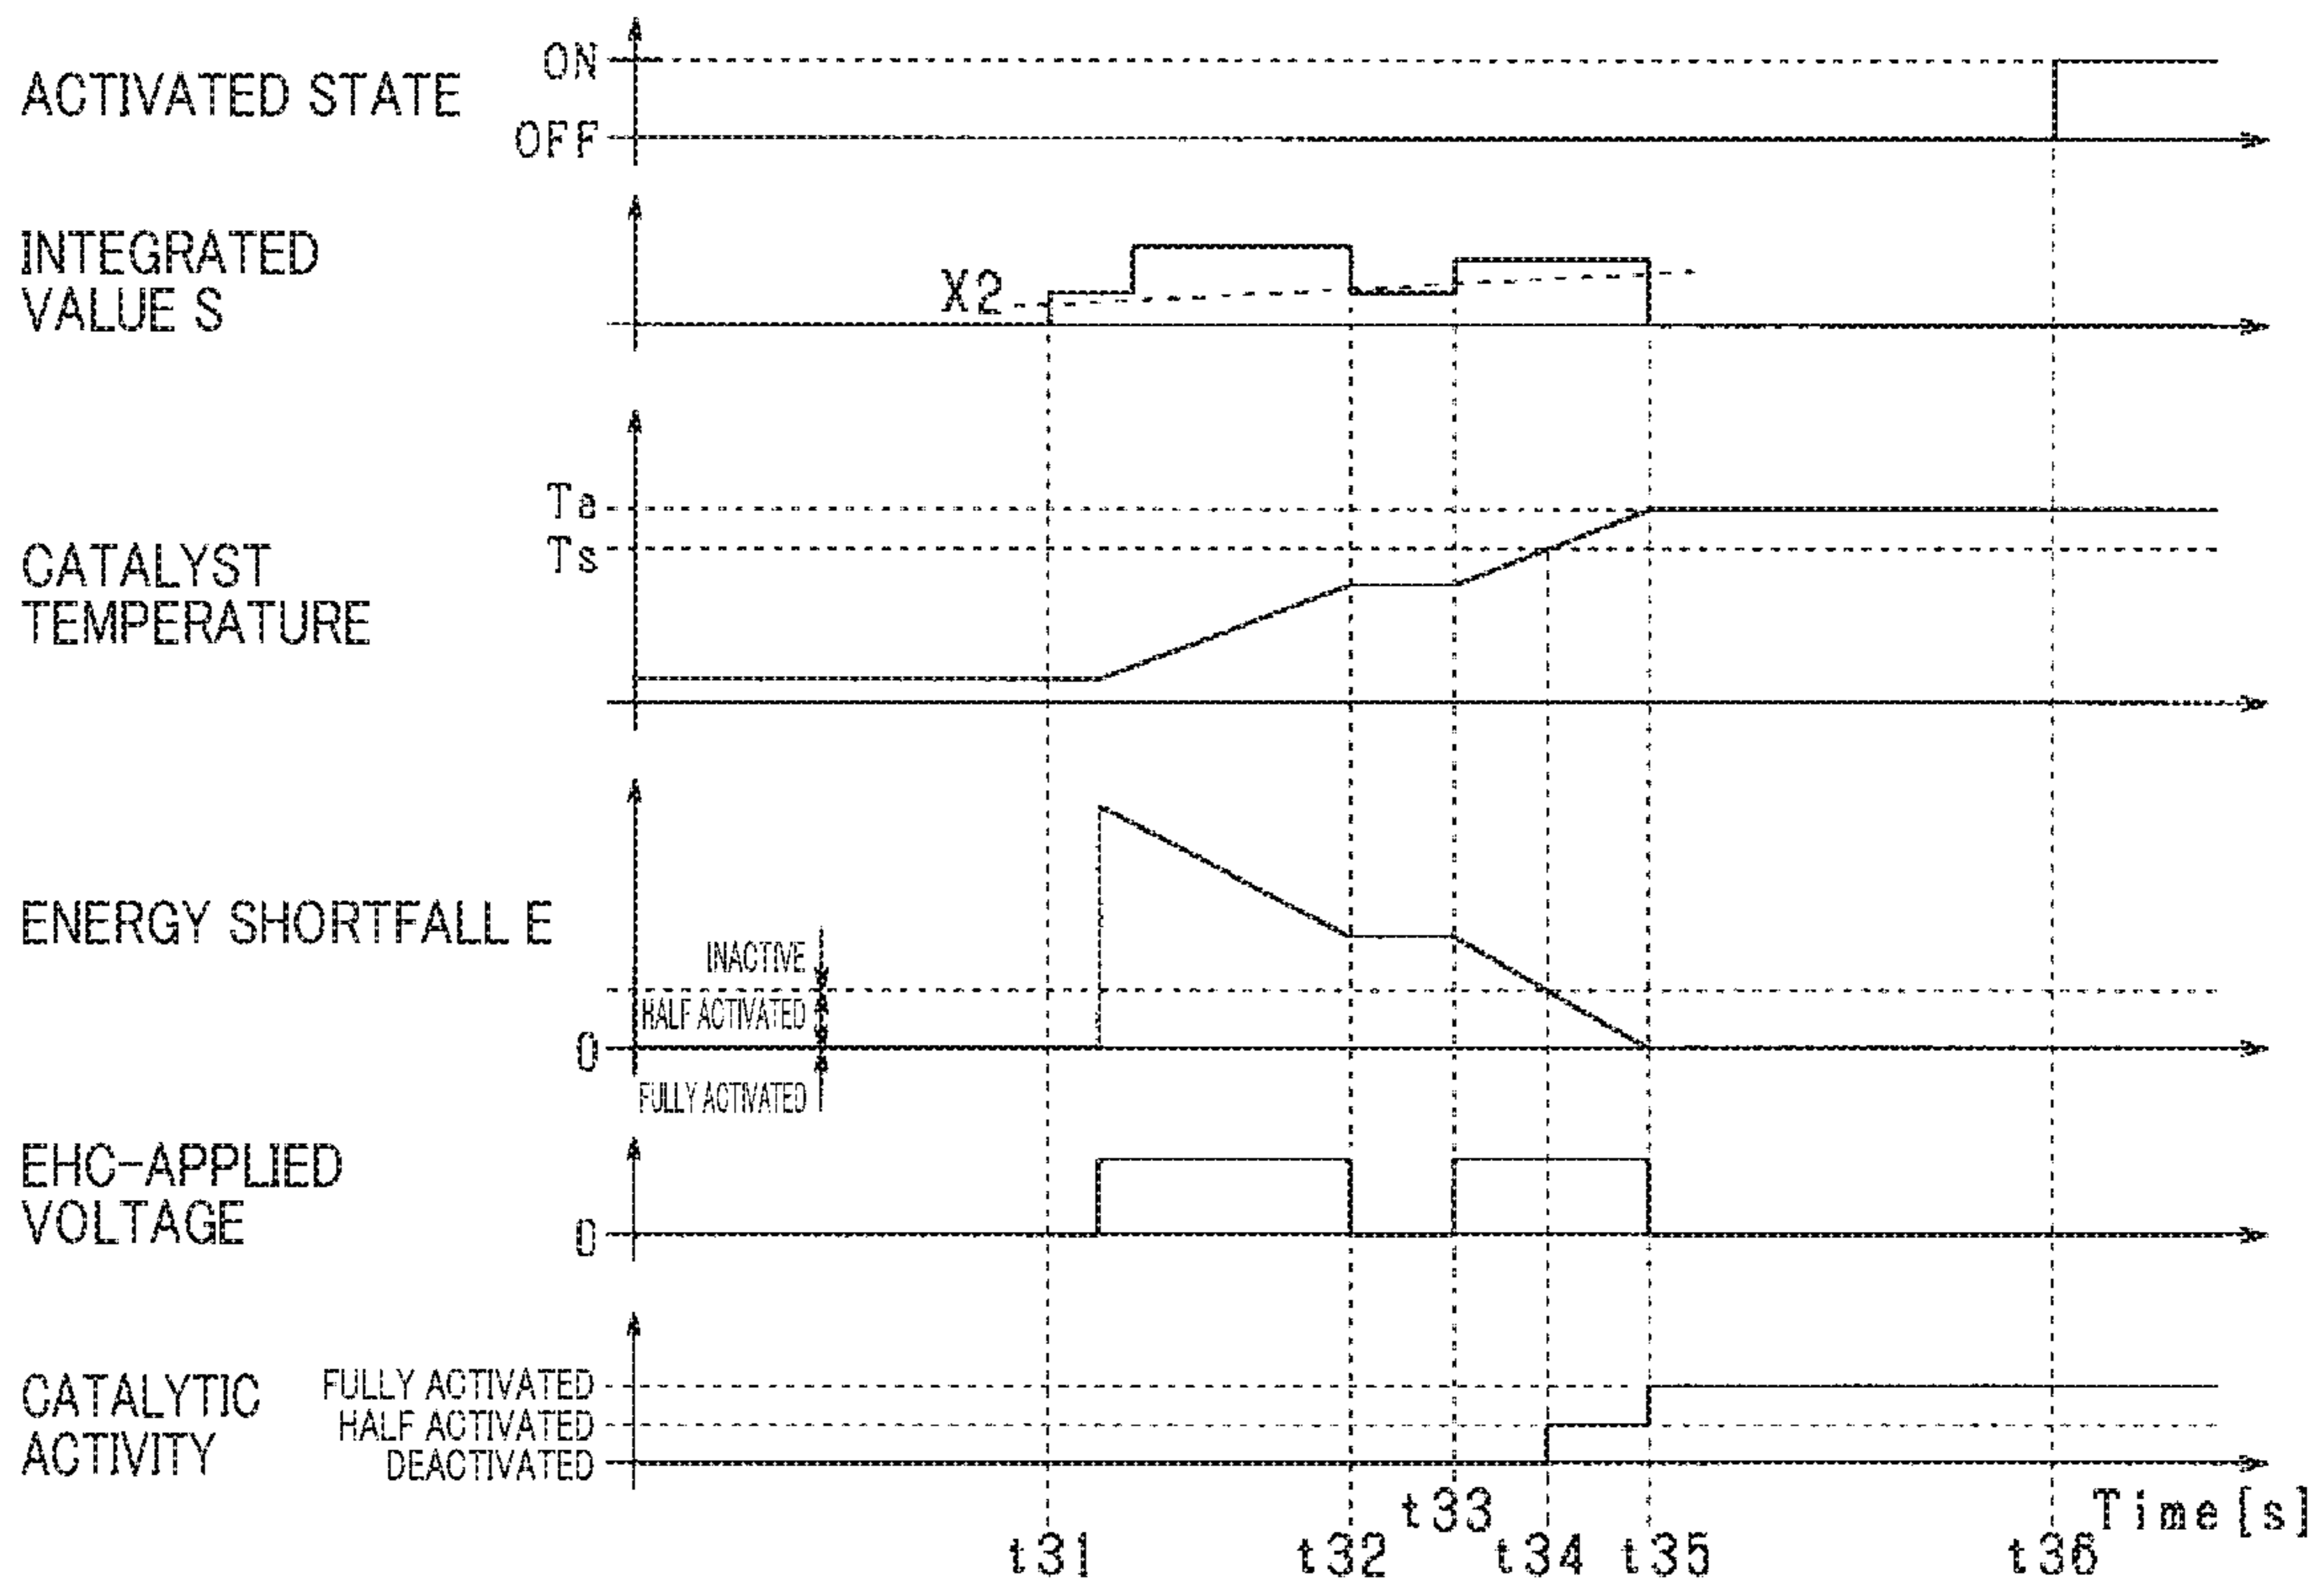 ACTIVATED STATE
ON
OFF
INTEGRATED
VALUE S
X2
CATALYST
TEMPERATURE
Ta
Ts
ENERGY SHORTFALL E
INACTIVE
HALF ACTIVATED
0
FULLY ACTIVATED
EHC-APPLIED
VOLTAGE
0
CATALYTIC
ACTIVITY
FULLY ACTIVATED
HALF ACTIVATED
DEACTIVATED
t31
t32
t33
t34
t35
t36
Time[s]